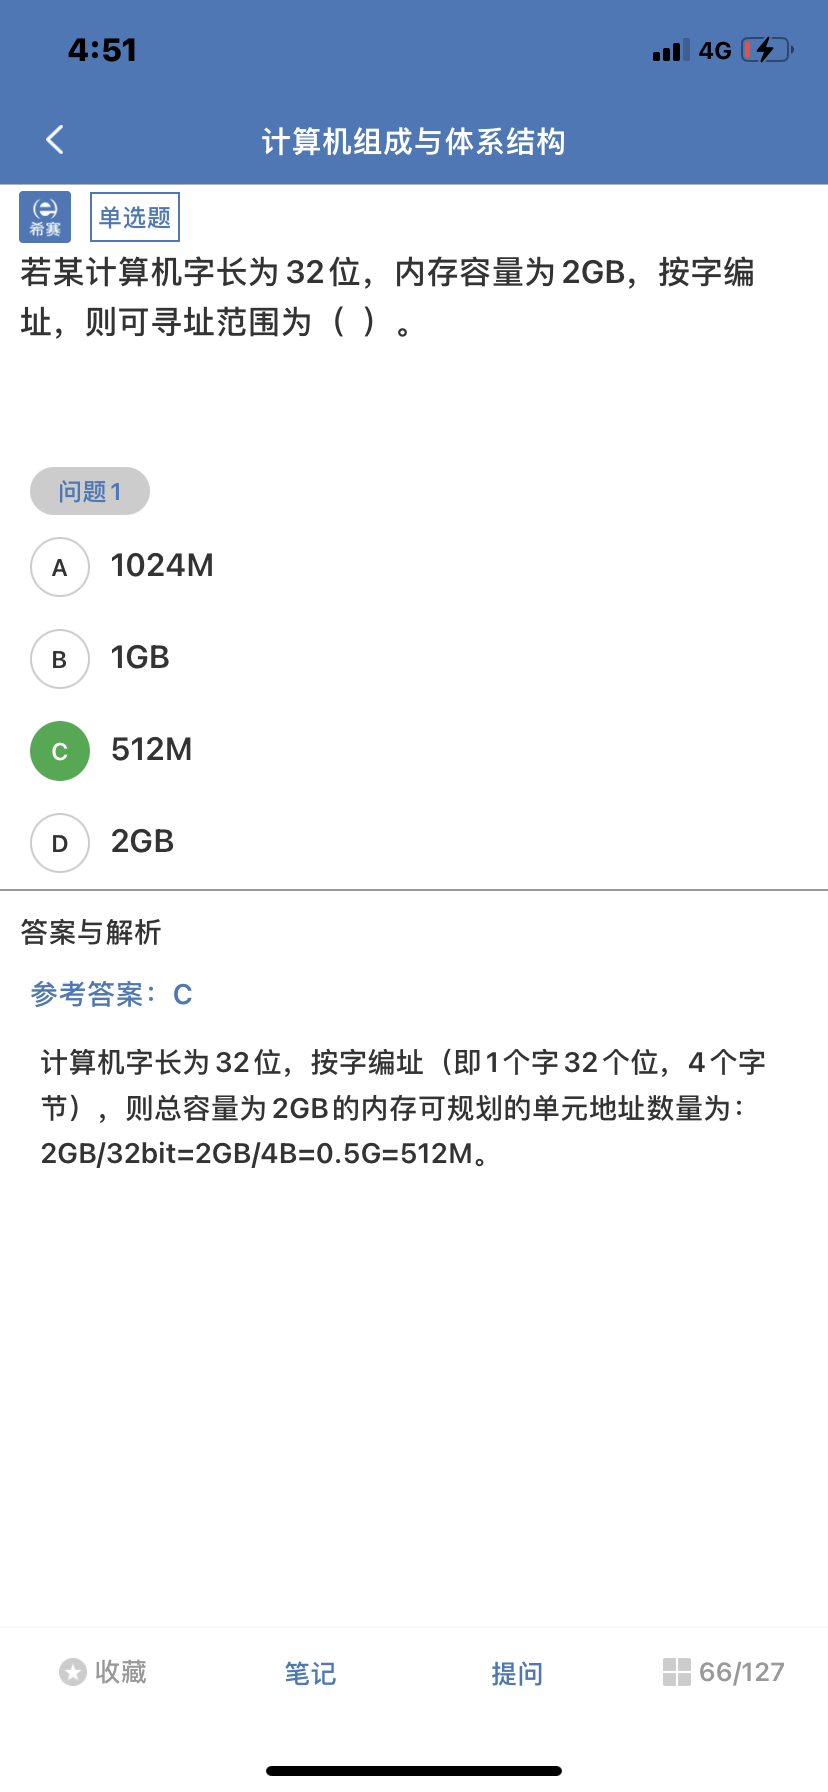 4:51
4G
计算机组成与体系结构
希赛
单选题
若某计算机字长为32位，内存容量为2GB，按字编
址，则可寻址范围为（ ）。
问题1
A 1024M
B 1GB
C 512M
D 2GB
答案与解析
参考答案：C
计算机字长为32位，按字编址（即1个字32个位，4个字
节），则总容量为2GB的内存可规划的单元地址数量为：
2GB/32bit=2GB/4B=0.5G=512M。
收藏 笔记 提问 66/127